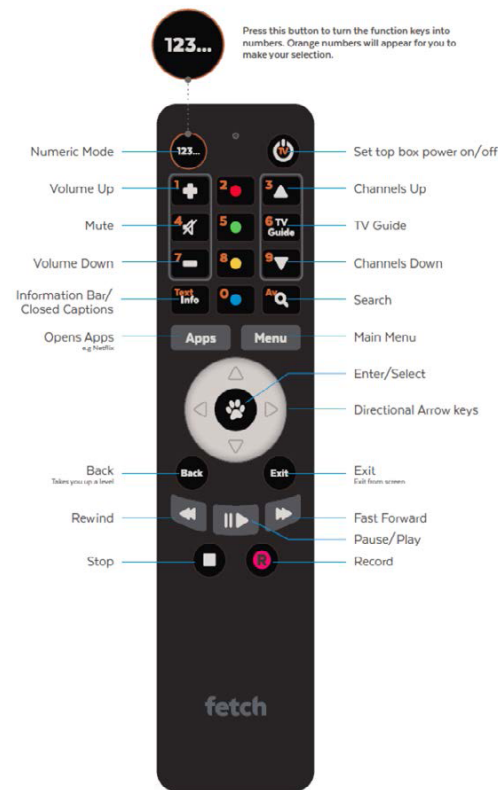 123...
Press this button to turn the function keys into
numbers. Orange numbers will appear for you to
make your selection.
Numeric Mode
123...
TV
Set top box power on/off
Volume Up
1
2
3
Channels Up
Mute
4
5
6 TV
Guide
TV Guide
Volume Down
7
8
9
Channels Down
Information Bar/
Closed Captions
Text
Info
0
AV
Search
Opens Apps
e.g Netflix
Apps
Menu
Main Menu
Enter/Select
Directional Arrow keys
Back
Takes you up a level
Back
Exit
Exit
Exit from screen
Rewind
Fast Forward
Pause/Play
Stop
R
Record
fetch